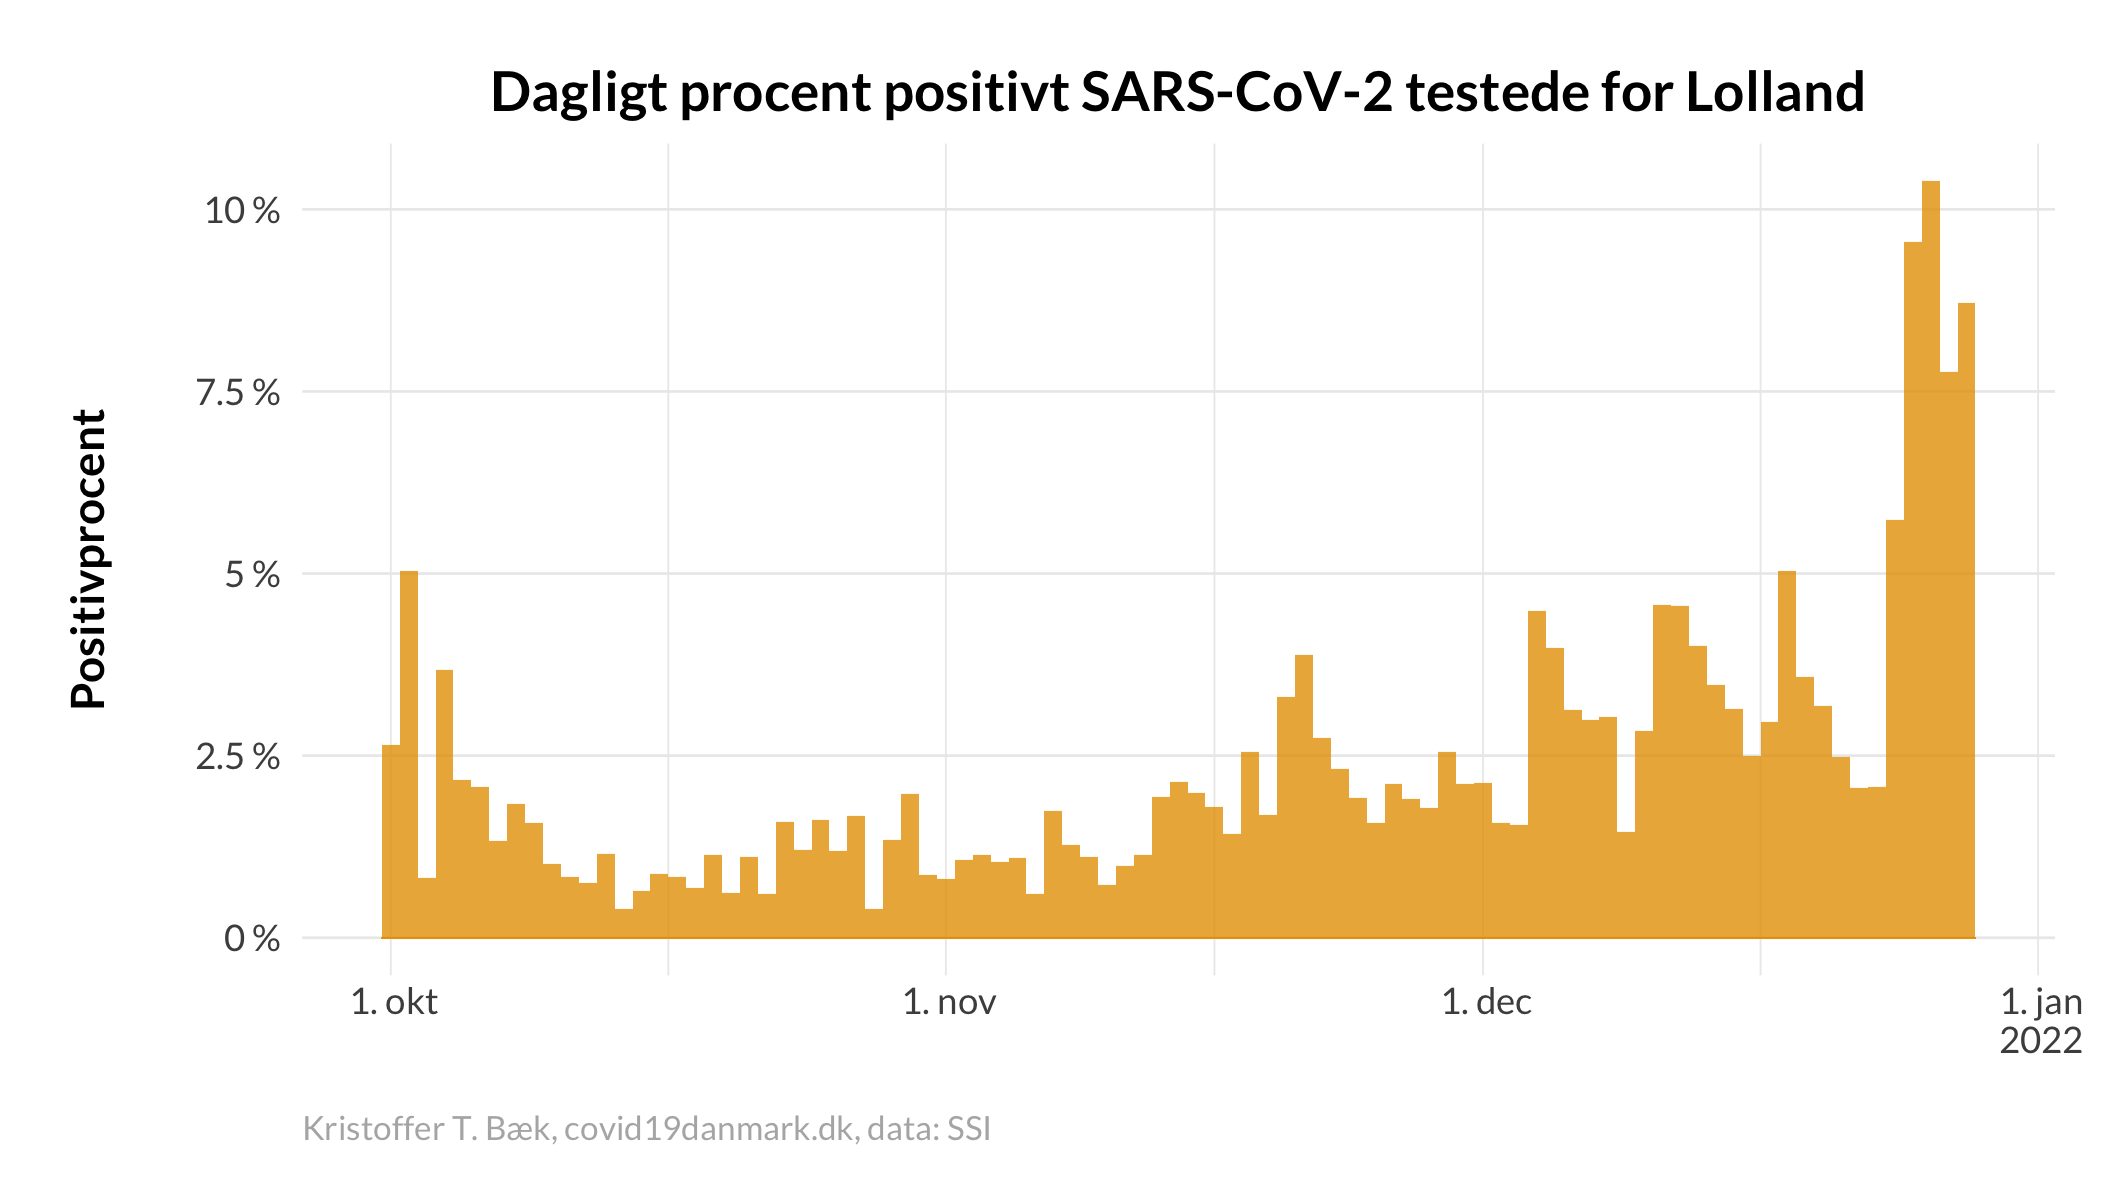 Dagligt procent positivt SARS-CoV-2 testede for Lolland
Positivprocent
10 %
7.5 %
5 %
2.5 %
0 %
1. okt
1. nov
1. dec
1. jan
2022
Kristoffer T. Bæk, covid19danmark.dk, data: SSI